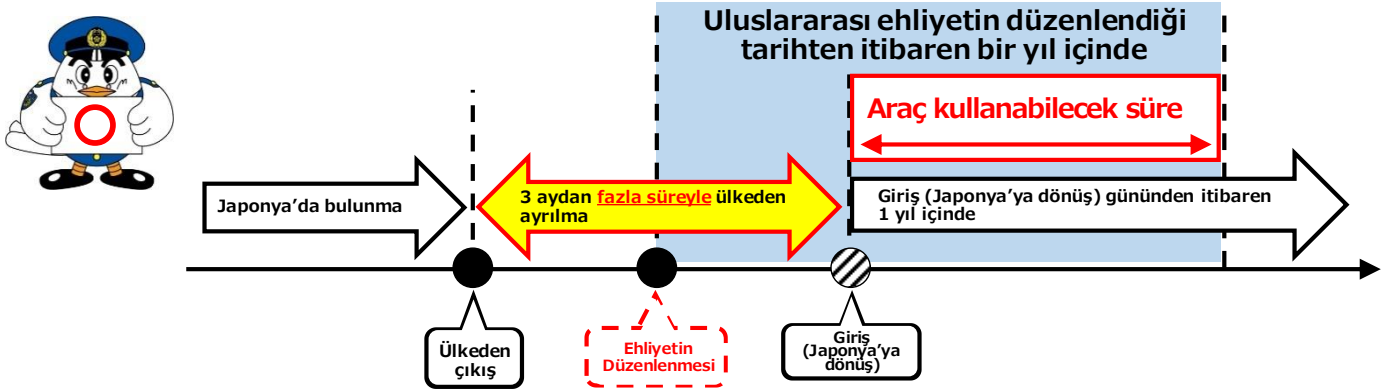 Uluslararası ehliyetin düzenlendiği
tarihten itibaren bir yıl içinde
Araç kullanabilecek süre
Japonya’da bulunma
3 aydan fazla süreyle ülkeden
ayrılma
Giriş (Japonya’ya dönüş) gününden itibaren
1 yıl içinde
Ülkeden
çıkış
Ehliyetin
Düzenlenmesi
Giriş
(Japonya’ya
dönüş)